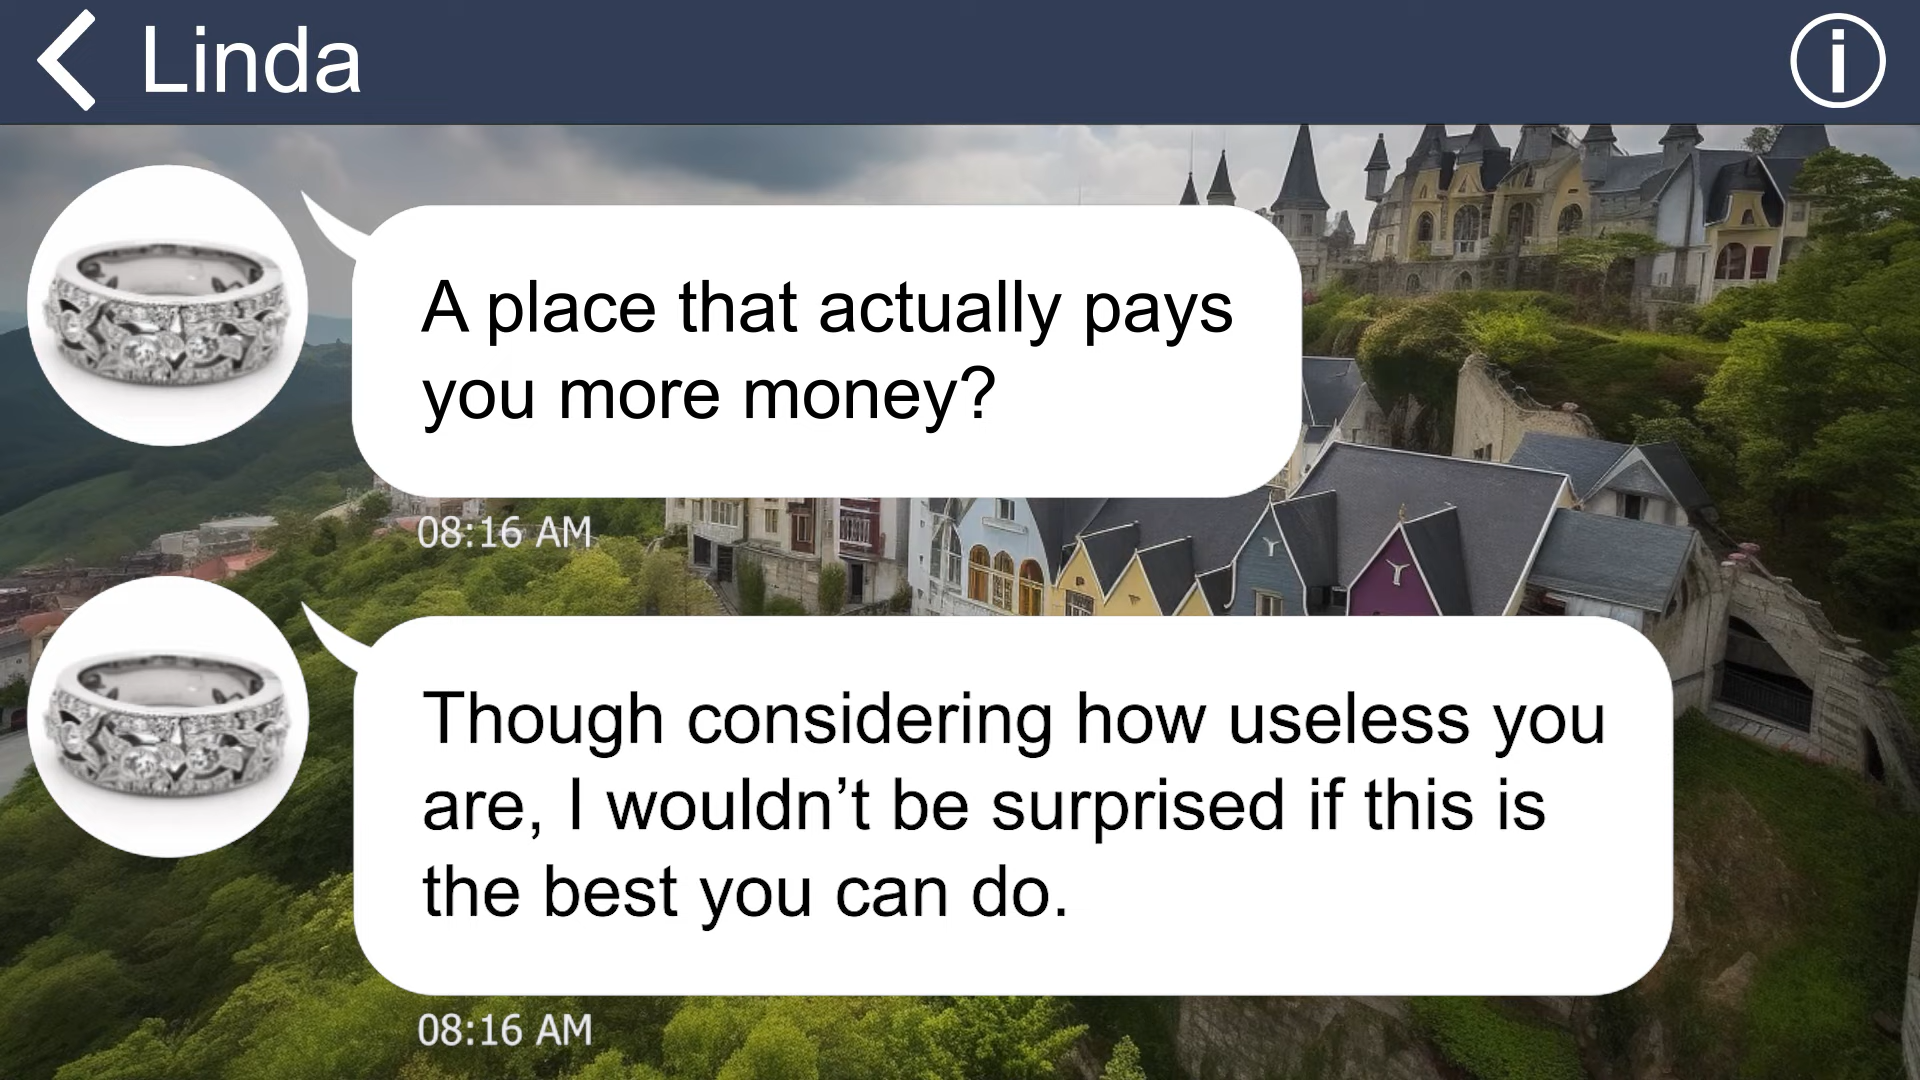 Linda
A place that actually pays
you more money?
08:16 AM
Though considering how useless you
are, I wouldn’t be surprised if this is
the best you can do.
08:16 AM